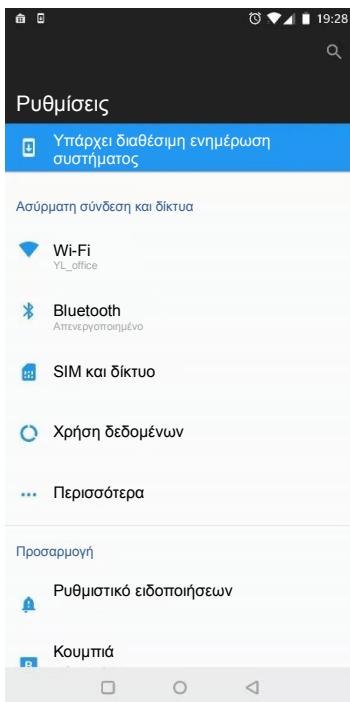 19:28
Ρυθμίσεις
Υπάρχει διαθέσιμη ενημέρωση
συστήματος
Ασύρματη σύνδεση και δίκτυα
Wi-Fi
YL_office
Bluetooth
Απενεργοποιημένο
SIM και δίκτυο
Χρήση δεδομένων
Περισσότερα
Προσαρμογή
Ρυθμιστικό ειδοποιήσεων
Κουμπιά